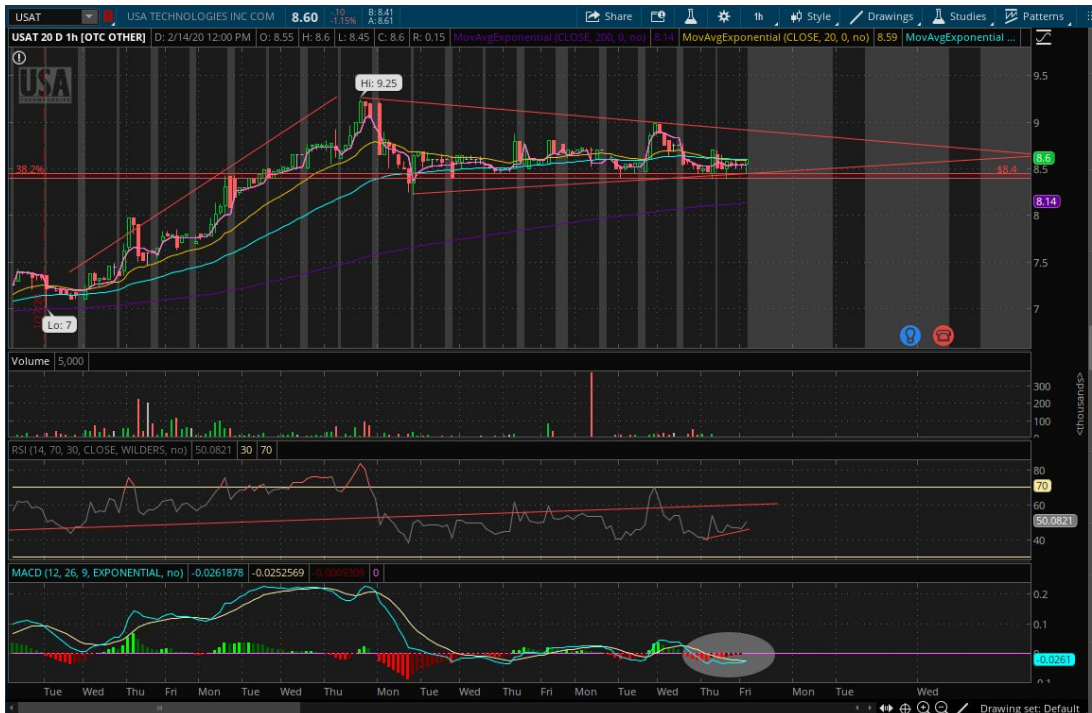 USAT USA TECHNOLOGIES INC COM 8.60 -.10 -1.15% B: 8.41 A: 8.61 Share 1h Style Drawings Studies Patterns
USAT 20 D 1h [OTC OTHER] D: 2/14/20 12:00 PM O: 8.55 H: 8.6 L: 8.45 C: 8.6 R: 0.15 MovAvgExponential (CLOSE, 200, 0, no) 8.14 MovAvgExponential (CLOSE, 20, 0, no) 8.59 MovAvgExponential ...
USA
TECHNOLOGIES
Hi: 9.25
9.5
9
8.6
38.2%
$8.4
8.5
8.14
8
7.5
7
Lo: 7
Volume 5,000
300
200
100
0
<thousands>
RSI (14, 70, 30, CLOSE, WILDERS, no) 50.0821 30 70
80
70
60
50.0821
40
MACD (12, 26, 9, EXPONENTIAL, no) -0.0261878 -0.0252569 -0.0009309 0
0.2
0.1
0
-0.0261
-0.1
Tue Wed Thu Fri Mon Tue Wed Thu Fri Mon Tue Wed Thu Fri Mon Tue Wed Thu Fri Mon Tue Wed
Drawing set: Default